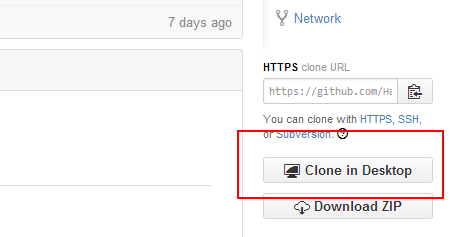 7 days ago
Network
HTTPS clone URL
https://github.com/Ha
You can clone with HTTPS, SSH,
or Subversion.
Clone in Desktop
Download ZIP